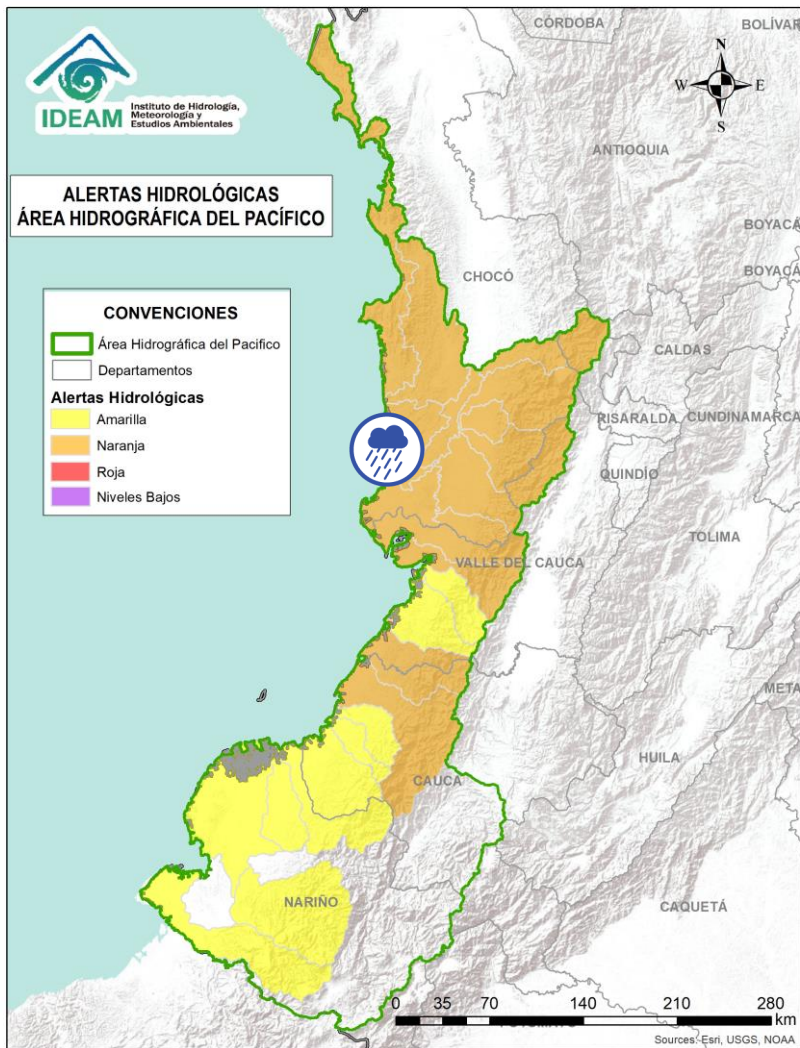 IDEAM
Instituto de Hidrología,
Meteorología y
Estudios Ambientales
ALERTAS HIDROLÓGICAS
ÁREA HIDROGRÁFICA DEL PACÍFICO
CONVENCIONES
Área Hidrográfica del Pacifico
Departamentos
Alertas Hidrológicas
Amarilla
Naranja
Roja
Niveles Bajos
N
W
E
S
CÓRDOBA
BOLÍVAR
ANTIOQUIA
BOYACÁ
CHOCÓ
BOYACÁ
CALDAS
RISARALDA
CUNDINAMARCA
QUINDÍO
TOLIMA
VALLE DEL CAUCA
META
HUILA
CAUCA
NARIÑO
CAQUETÁ
0 35 70 140 210 280
km
Sources: Esri, USGS, NOAA